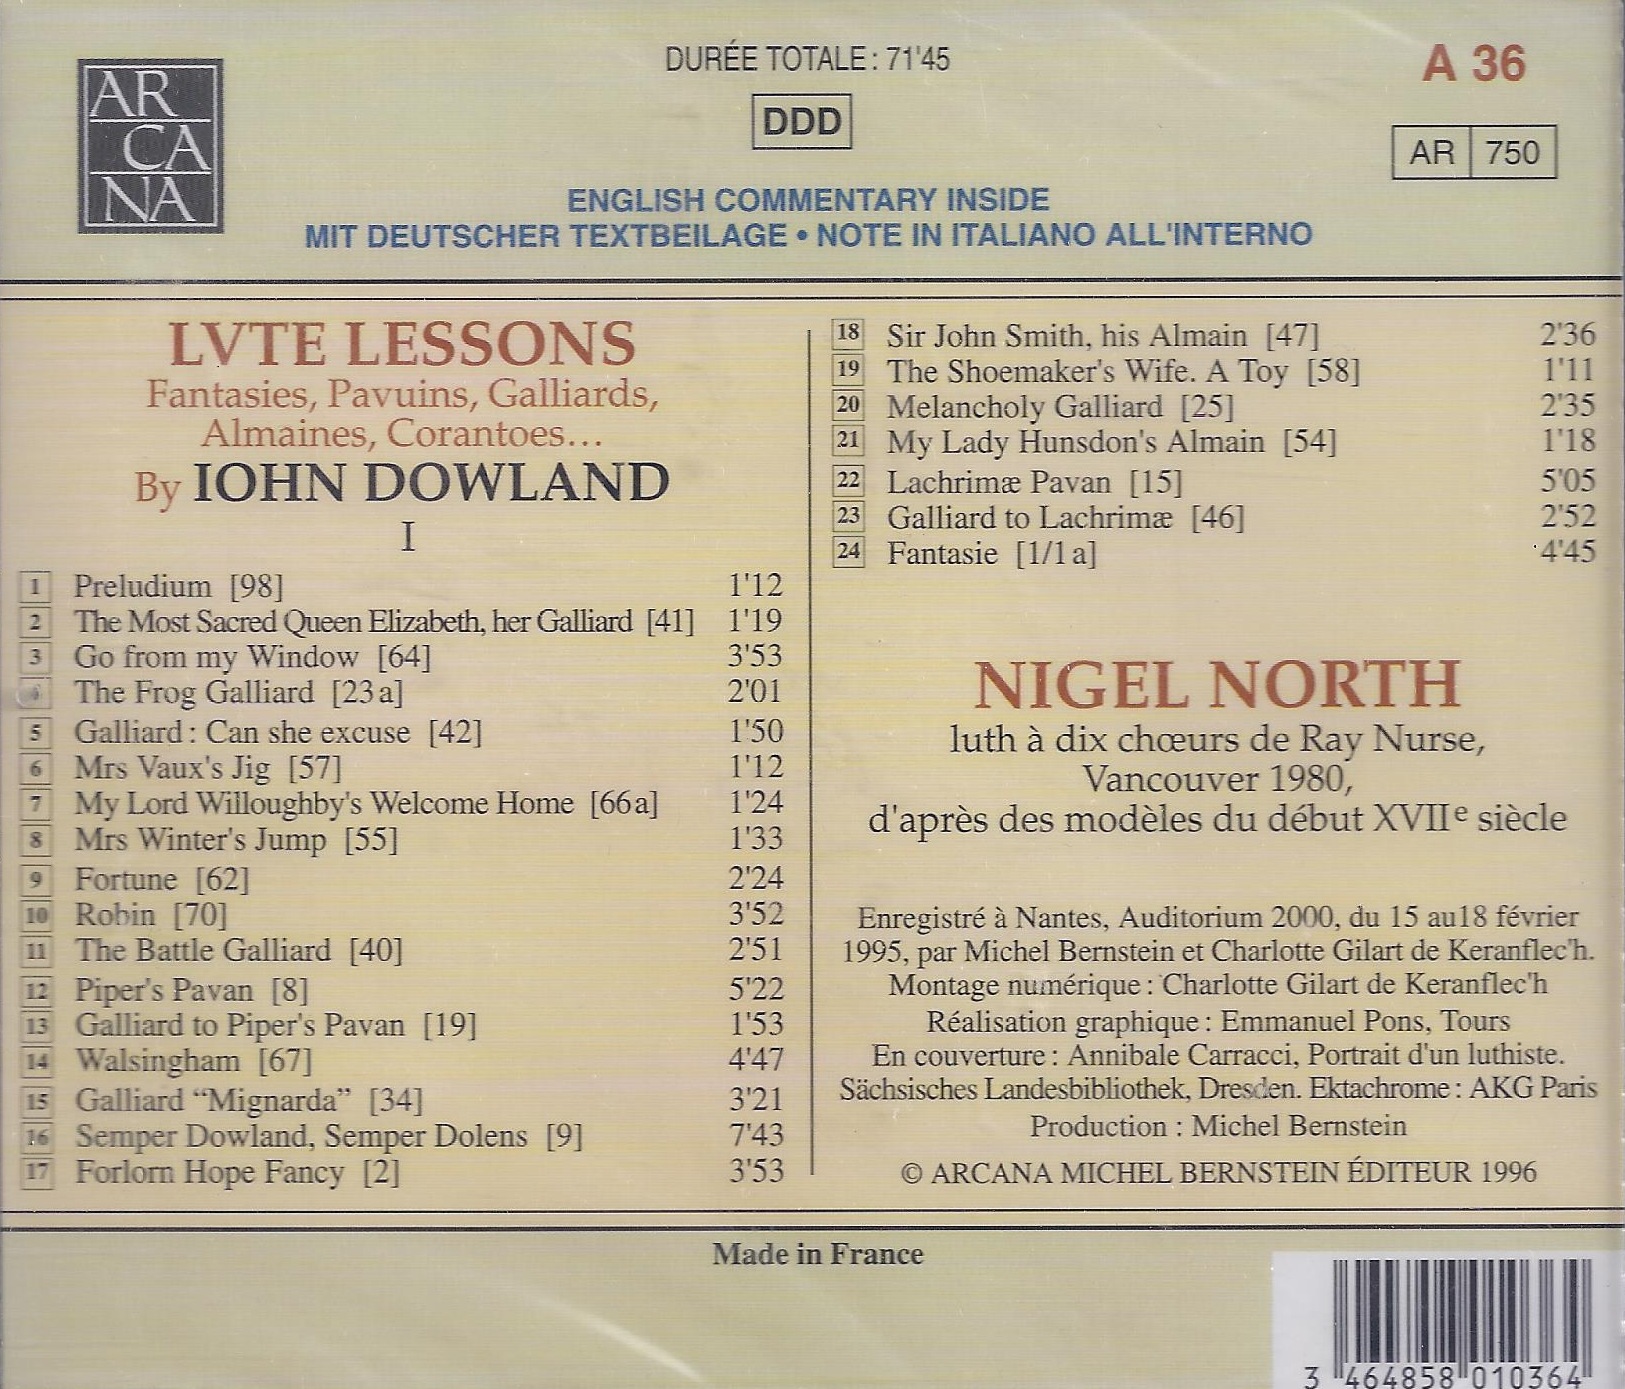 AR
CA
NA
DURÉE TOTALE : 71'45
DDD
A 36
AR 750
ENGLISH COMMENTARY INSIDE
MIT DEUTSCHER TEXTBEILAGE • NOTE IN ITALIANO ALL'INTERNO
LVTE LESSONS
Fantasies, Pavuins, Galliards,
Almaines, Corantoes...
By IOHN DOWLAND
I
1 Preludium [98] 1'12
2 The Most Sacred Queen Elizabeth, her Galliard [41] 1'19
3 Go from my Window [64] 3'53
4 The Frog Galliard [23 a] 2'01
5 Galliard : Can she excuse [42] 1'50
6 Mrs Vaux's Jig [57] 1'12
7 My Lord Willoughby's Welcome Home [66 a] 1'24
8 Mrs Winter's Jump [55] 1'33
9 Fortune [62] 2'24
10 Robin [70] 3'52
11 The Battle Galliard [40] 2'51
12 Piper's Pavan [8] 5'22
13 Galliard to Piper's Pavan [19] 1'53
14 Walsingham [67] 4'47
15 Galliard “Mignarda” [34] 3'21
16 Semper Dowland, Semper Dolens [9] 7'43
17 Forlorn Hope Fancy [2] 3'53
18 Sir John Smith, his Almain [47] 2'36
19 The Shoemaker's Wife. A Toy [58] 1'11
20 Melancholy Galliard [25] 2'35
21 My Lady Hunsdon's Almain [54] 1'18
22 Lachrimæ Pavan [15] 5'05
23 Galliard to Lachrimæ [46] 2'52
24 Fantasie [1/1 a] 4'45
NIGEL NORTH
luth à dix chœurs de Ray Nurse,
Vancouver 1980,
d'après des modèles du début XVIIe siècle
Enregistré à Nantes, Auditorium 2000, du 15 au18 février
1995, par Michel Bernstein et Charlotte Gilart de Keranflec'h.
Montage numérique : Charlotte Gilart de Keranflec'h
Réalisation graphique : Emmanuel Pons, Tours
En couverture : Annibale Carracci, Portrait d'un luthiste.
Sächsisches Landesbibliothek, Dresden. Ektachrome : AKG Paris
Production : Michel Bernstein
© ARCANA MICHEL BERNSTEIN ÉDITEUR 1996
Made in France
3 464858 010364